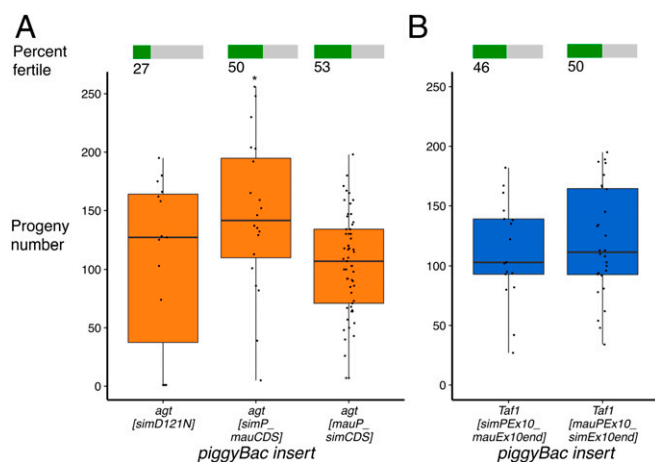 A
B
Percent
fertile
27
50
53
46
50
*
250
200
150
100
50
0
Progeny
number
250
200
150
100
50
0
agt
[simD121N]
agt
[simP_
mauCDS]
agt
[mauP_
simCDS]
piggyBac insert
Taf1
[simPEx10_
mauEx10end]
Taf1
[mauPEx10_
simEx10end]
piggyBac insert